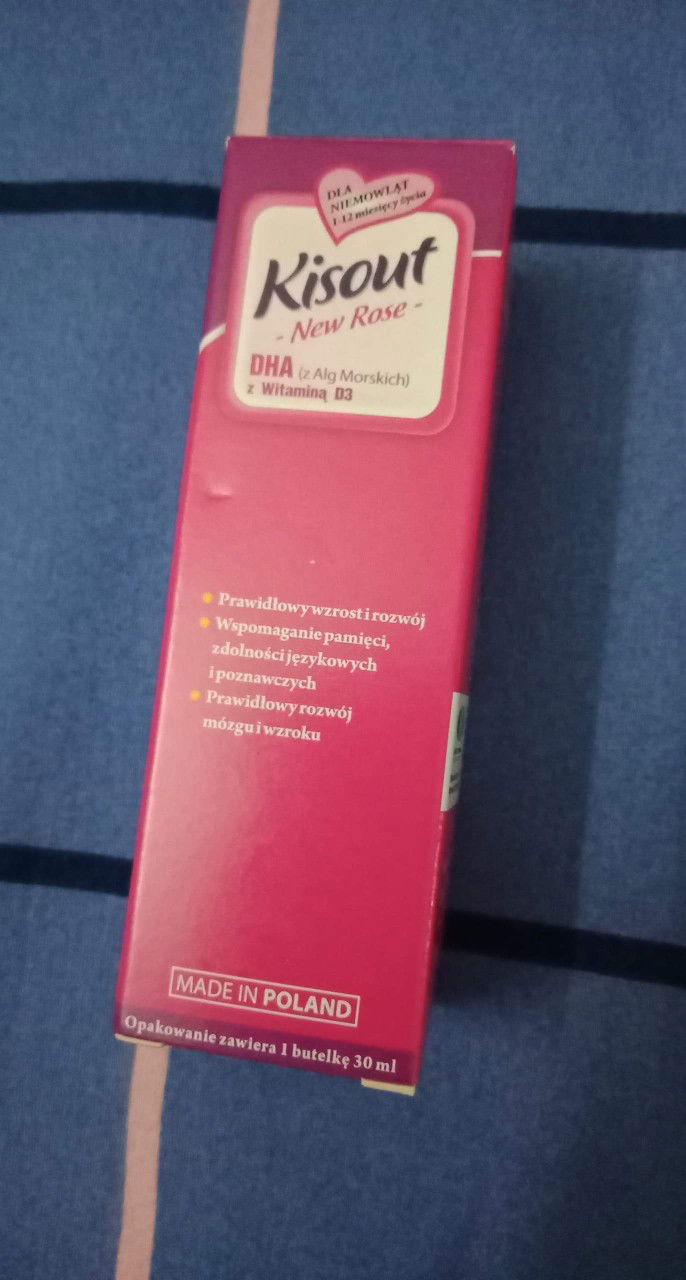 DLA
NIEMOWLĄT
1-12 miesięcy życia
Kisout
- New Rose -
DHA (z Alg Morskich)
z Witaminą D3
Prawidłowy wzrost i rozwój
Wspomaganie pamięci,
zdolności językowych
i poznawczych
Prawidłowy rozwój
mózgu i wzroku
MADE IN POLAND
Opakowanie zawiera 1 butelkę 30 ml